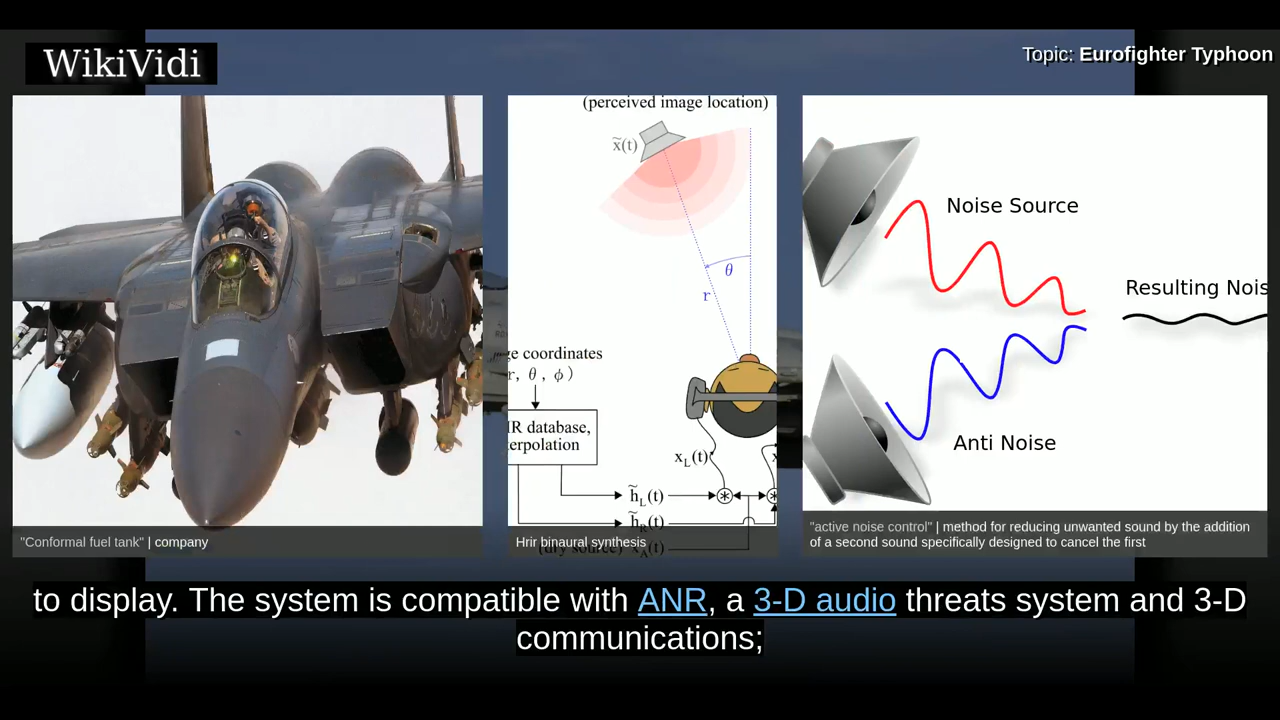 WikiVidi
Topic: Eurofighter Typhoon
(perceived image location)
x̃(t)
θ
r
e coordinates
r, θ, ϕ)
IR database,
erpolation
x_L(t)
x
h̃_L(t)
h̃_R(t)
(dry source) x_A(t)
Noise Source
Resulting Nois
Anti Noise
"Conformal fuel tank" | company
Hrir binaural synthesis
"active noise control" | method for reducing unwanted sound by the addition
of a second sound specifically designed to cancel the first
to display. The system is compatible with ANR, a 3-D audio threats system and 3-D
communications;